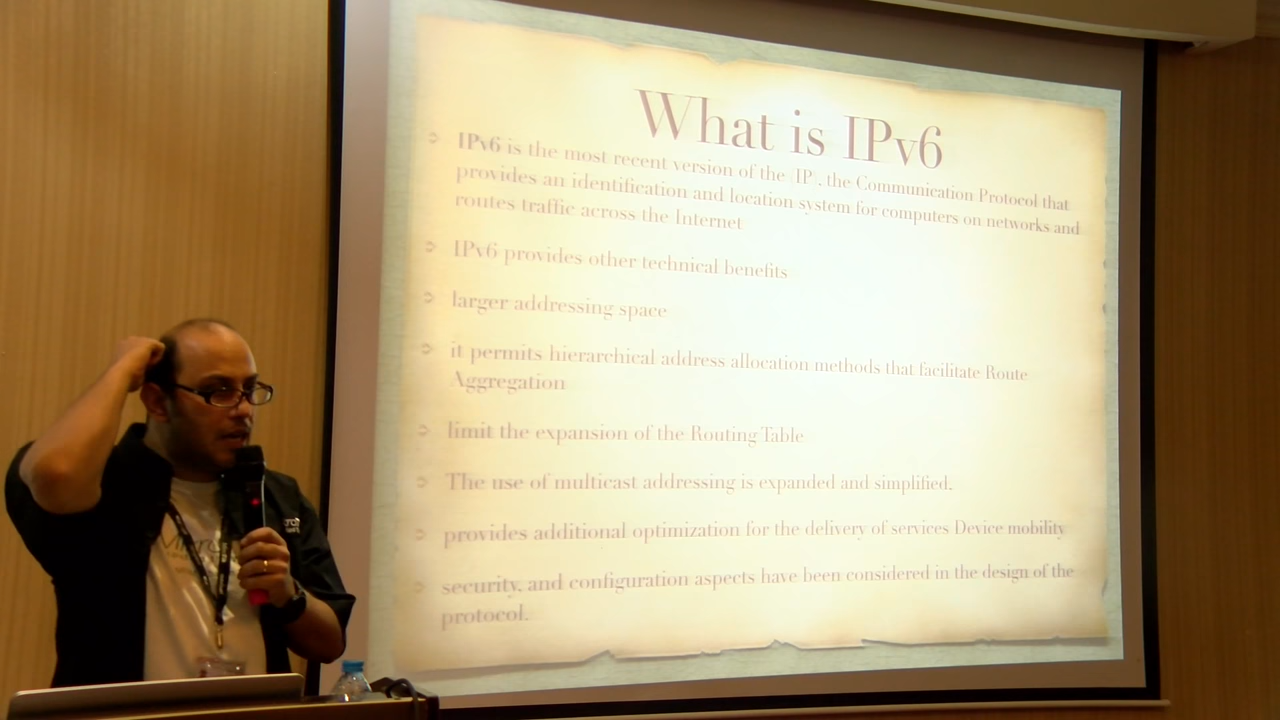 What is IPv6
IPv6 is the most recent version of the IP , the Communication Protocol that
provides an identification and location system for computers on networks and
routes traffic across the Internet
IPv6 provides other technical benefits
larger addressing space
it permits hierarchical address allocation methods that facilitate Route
Aggregation
limit the expansion of the Routing Table
The use of multicast addressing is expanded and simplified.
provides additional optimization for the delivery of services Device mobility
security, and configuration aspects have been considered in the design of the
protocol.